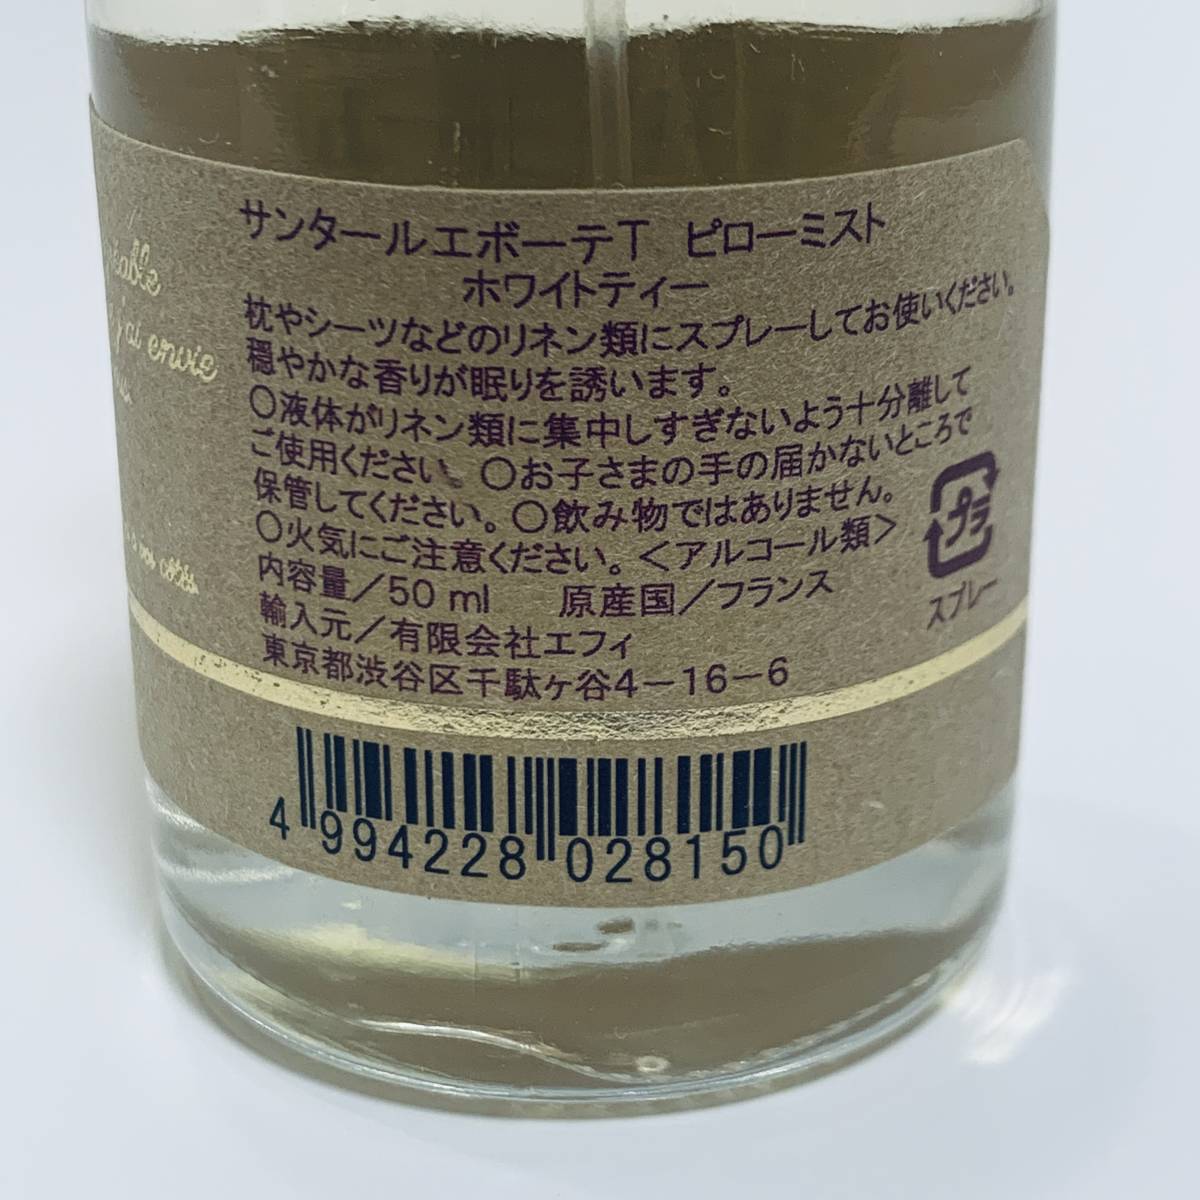 サンタールエボーテT ピローミスト
ホワイトティー
枕やシーツなどのリネン類にスプレーしてお使いください。
穏やかな香りが眠りを誘います。
○液体がリネン類に集中しすぎないよう十分離して
ご使用ください。○お子さまの手の届かないところで
保管してください。○飲み物ではありません。
○火気にご注意ください。<アルコール類>
内容量/50 ml 原産国/フランス
輸入元/有限会社エフィ
東京都渋谷区千駄ヶ谷4-16-6
プラ
スプレー
j'ai envie
à vos côtés
4 994228 028150